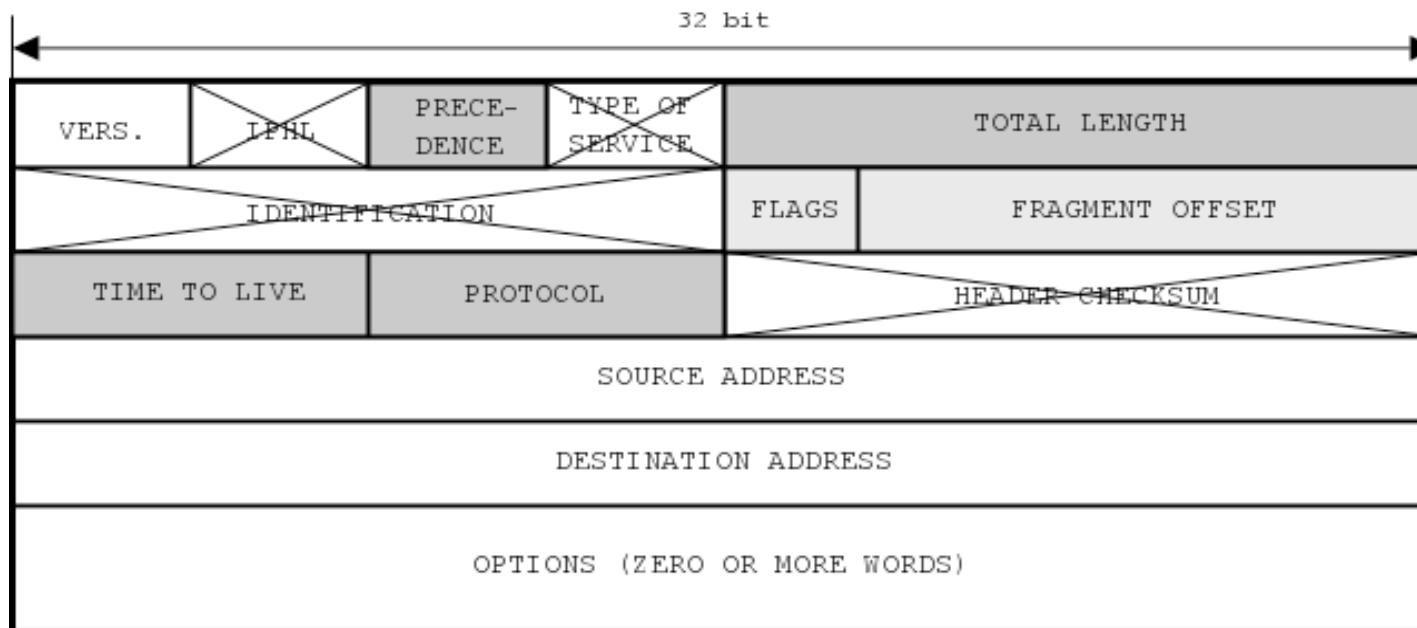 32 bit
VERS.
IPHL
PRECE-
DENCE
TYPE OF
SERVICE
TOTAL LENGTH
IDENTIFICATION
FLAGS
FRAGMENT OFFSET
TIME TO LIVE
PROTOCOL
HEADER CHECKSUM
SOURCE ADDRESS
DESTINATION ADDRESS
OPTIONS (ZERO OR MORE WORDS)